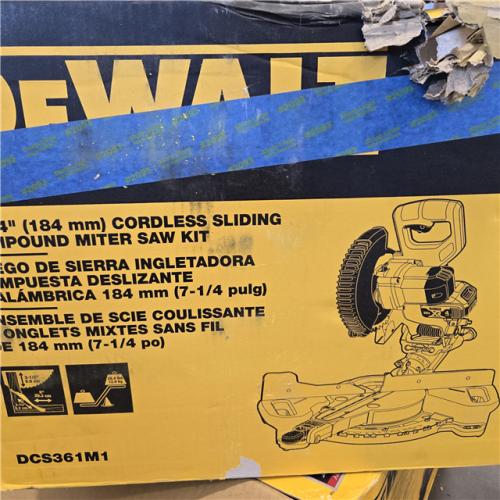 DEWALT
4" (184 mm) CORDLESS SLIDING
MPOUND MITER SAW KIT
EGO DE SIERRA INGLETADORA
MPUESTA DESLIZANTE
ALÁMBRICA 184 mm (7-1/4 pulg)
NSEMBLE DE SCIE COULISSANTE
ONGLETS MIXTES SANS FIL
DE 184 mm (7-1/4 po)
DCS361M1